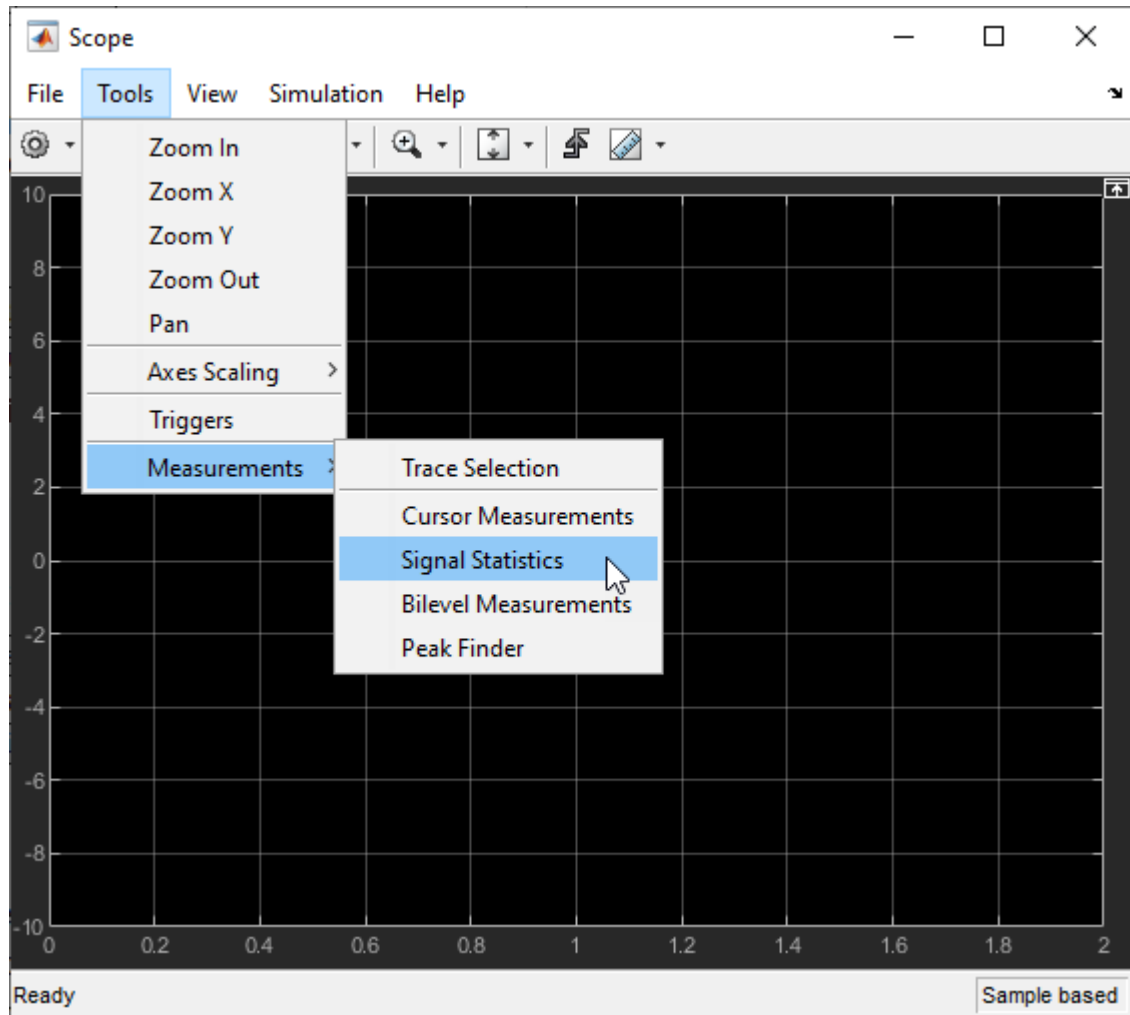 Scope
File Tools View Simulation Help
Zoom In
Zoom X
Zoom Y
Zoom Out
Pan
Axes Scaling
Triggers
Measurements
Trace Selection
Cursor Measurements
Signal Statistics
Bilevel Measurements
Peak Finder
10
8
6
4
2
0
-2
-4
-6
-8
-10
0 0.2 0.4 0.6 0.8 1 1.2 1.4 1.6 1.8 2
Ready Sample based